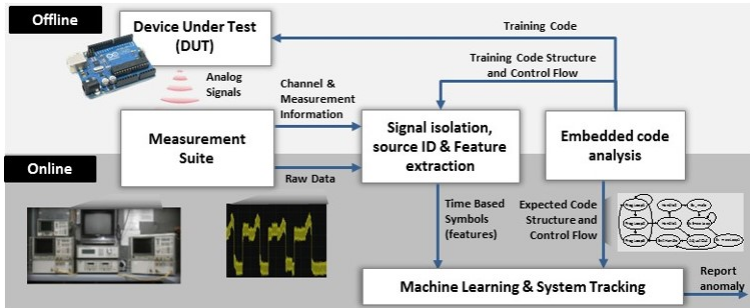 Offline
Device Under Test
(DUT)
Training Code
Training Code Structure
and Control Flow
Analog
Signals
Channel &
Measurement
Information
Measurement
Suite
Signal isolation,
source ID & Feature
extraction
Embedded code
analysis
Online
Raw Data
Time Based
Symbols
(features)
Expected Code
Structure and
Control Flow
Machine Learning & System Tracking
Report
anomaly